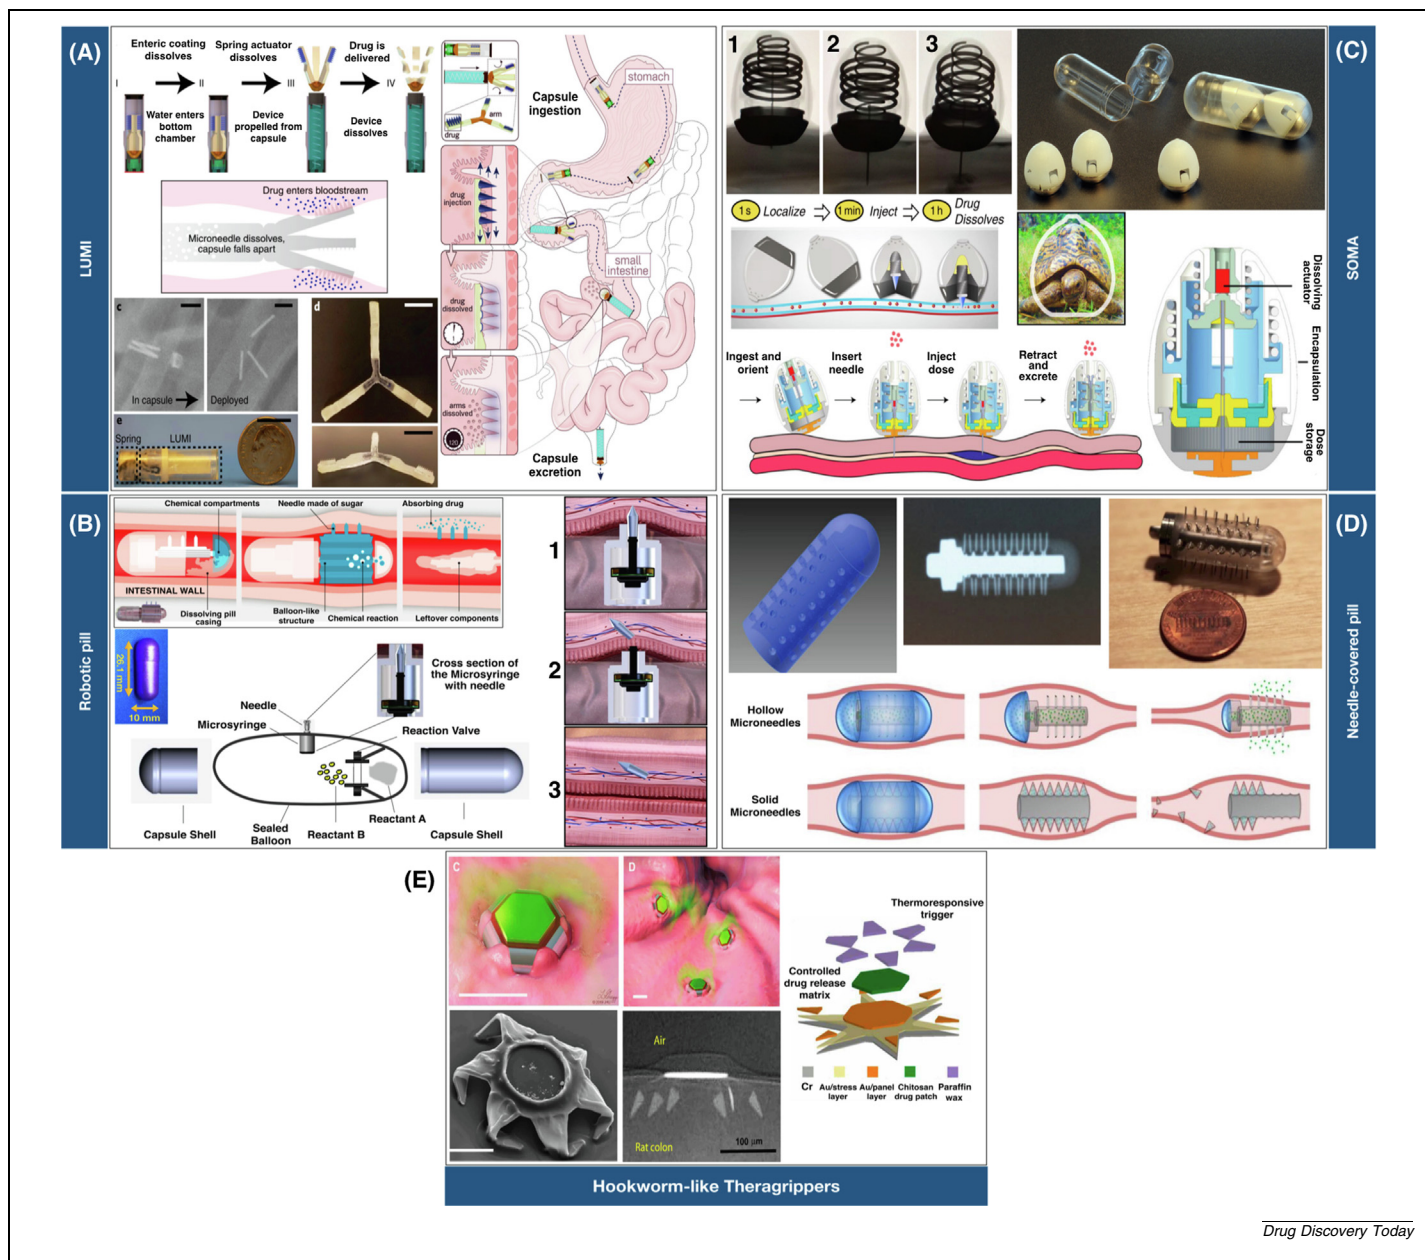 (A)
LUMI
Enteric coating
dissolves
Spring actuator
dissolves
Drug is
delivered
I
II
III
IV
Water enters
bottom
chamber
Device
propelled from
capsule
Device
dissolves
Drug enters bloodstream
Microneedle dissolves,
capsule falls apart
c
In capsule
Deployed
d
e
Spring
LUMI
arm
drug
drug
injection
drug
dissolved
arms
dissolved
120
Capsule
ingestion
stomach
small
intestine
Capsule
excretion
(C)
SOMA
1
2
3
1 s
Localize
1 min
Inject
1 h
Drug
Dissolves
Ingest and
orient
Insert
needle
Inject
dose
Retract
and
excrete
Dissolving
actuator
Encapsulation
Dose
storage
(B)
Robotic pill
Chemical compartments
Needle made of sugar
Absorbing drug
INTESTINAL WALL
Dissolving pill
casing
Balloon-like
structure
Chemical reaction
Leftover components
26.1 mm
10 mm
Cross section of
the Microsyringe
with needle
Needle
Microsyringe
Reaction Valve
Capsule Shell
Sealed
Balloon
Reactant B
Reactant A
Capsule Shell
1
2
3
(D)
Needle-covered pill
Hollow
Microneedles
Solid
Microneedles
(E)
C
D
Air
Rat colon
100 µm
Thermoresponsive
trigger
Controlled
drug release
matrix
Cr
Au/stress
layer
Au/panel
layer
Chitosan
drug patch
Paraffin
wax
Hookworm-like Theragrippers
Drug Discovery Today